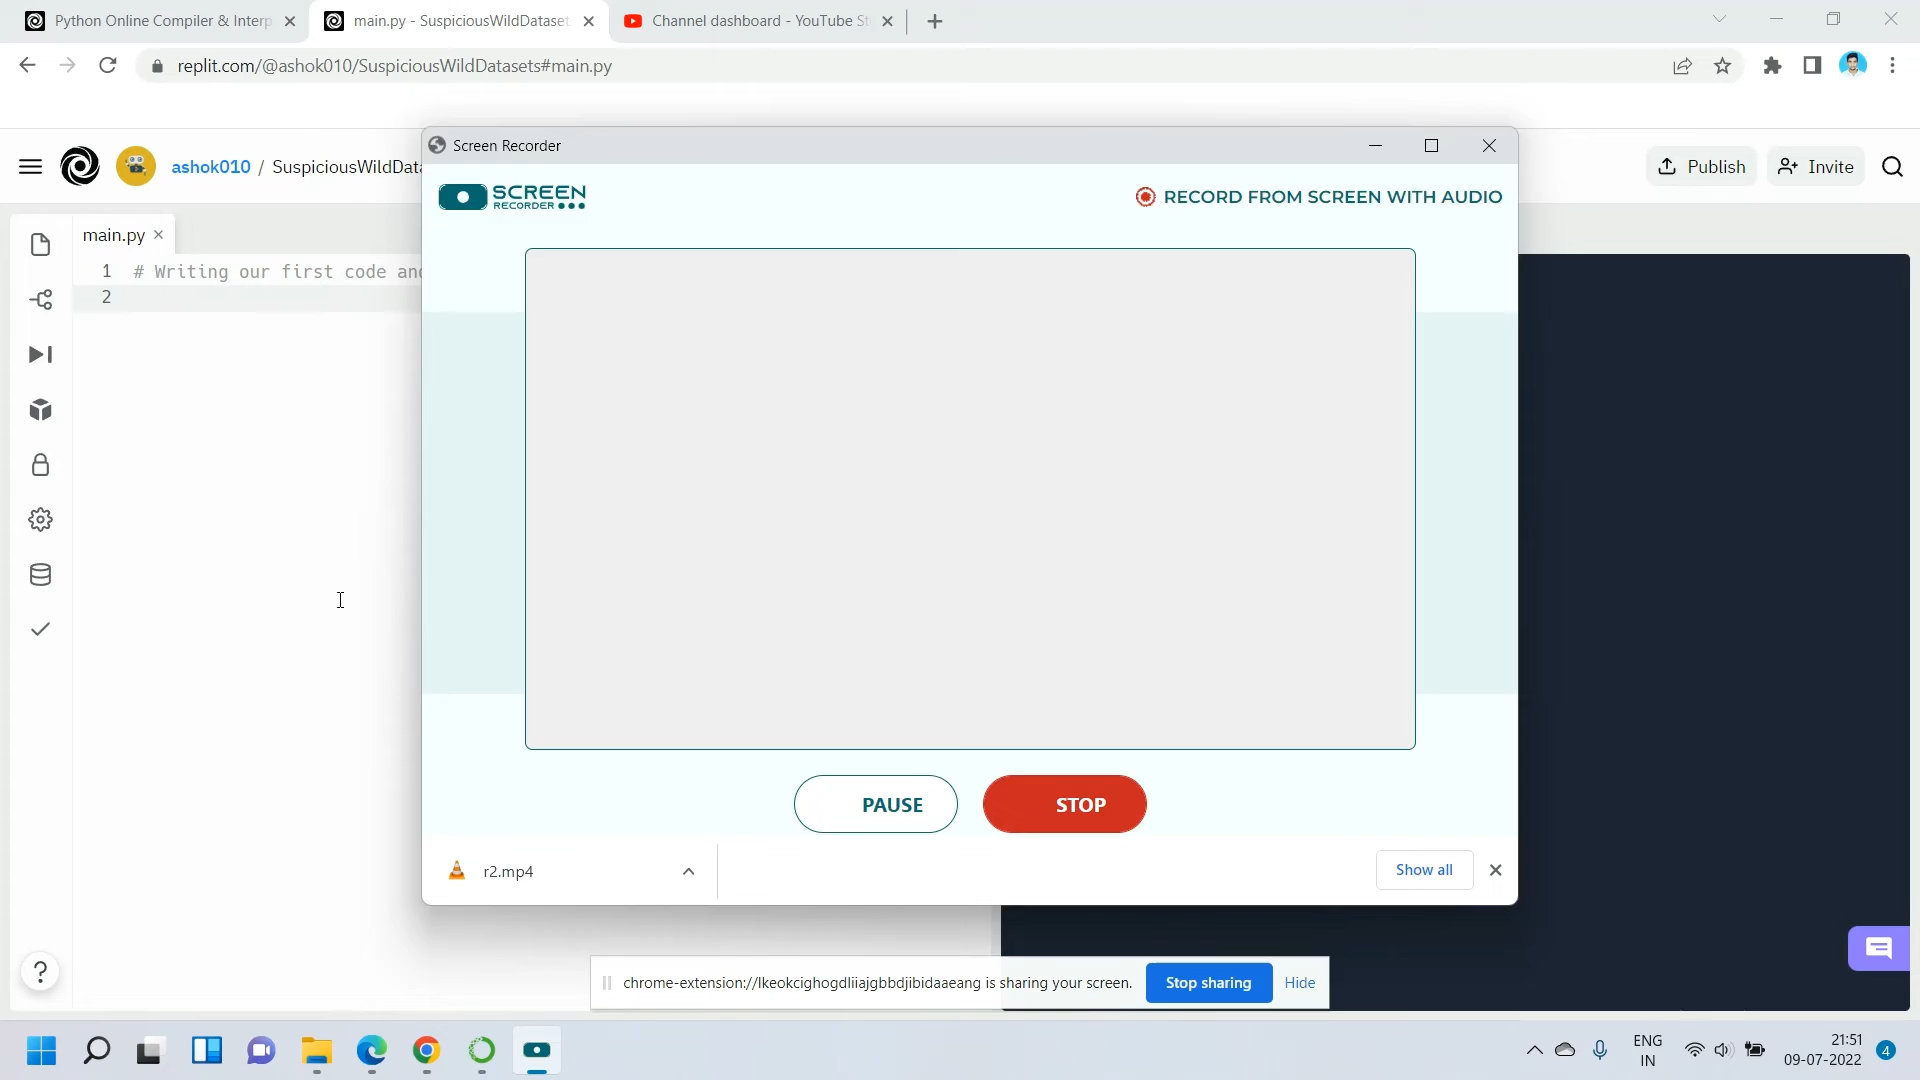 Python Online Compiler & Interp
main.py - SuspiciousWildDataset
Channel dashboard - YouTube St
replit.com/@ashok010/SuspiciousWildDatasets#main.py
Screen Recorder
ashok010 / SuspiciousWildData
Publish
Invite
SCREEN
RECORDER
RECORD FROM SCREEN WITH AUDIO
main.py
1 # Writing our first code and
2
PAUSE
STOP
r2.mp4
Show all
?
chrome-extension://lkeokcighogdliiajgbbdjibidaaeang is sharing your screen.
Stop sharing
Hide
ENG
IN
21:51
09-07-2022
4